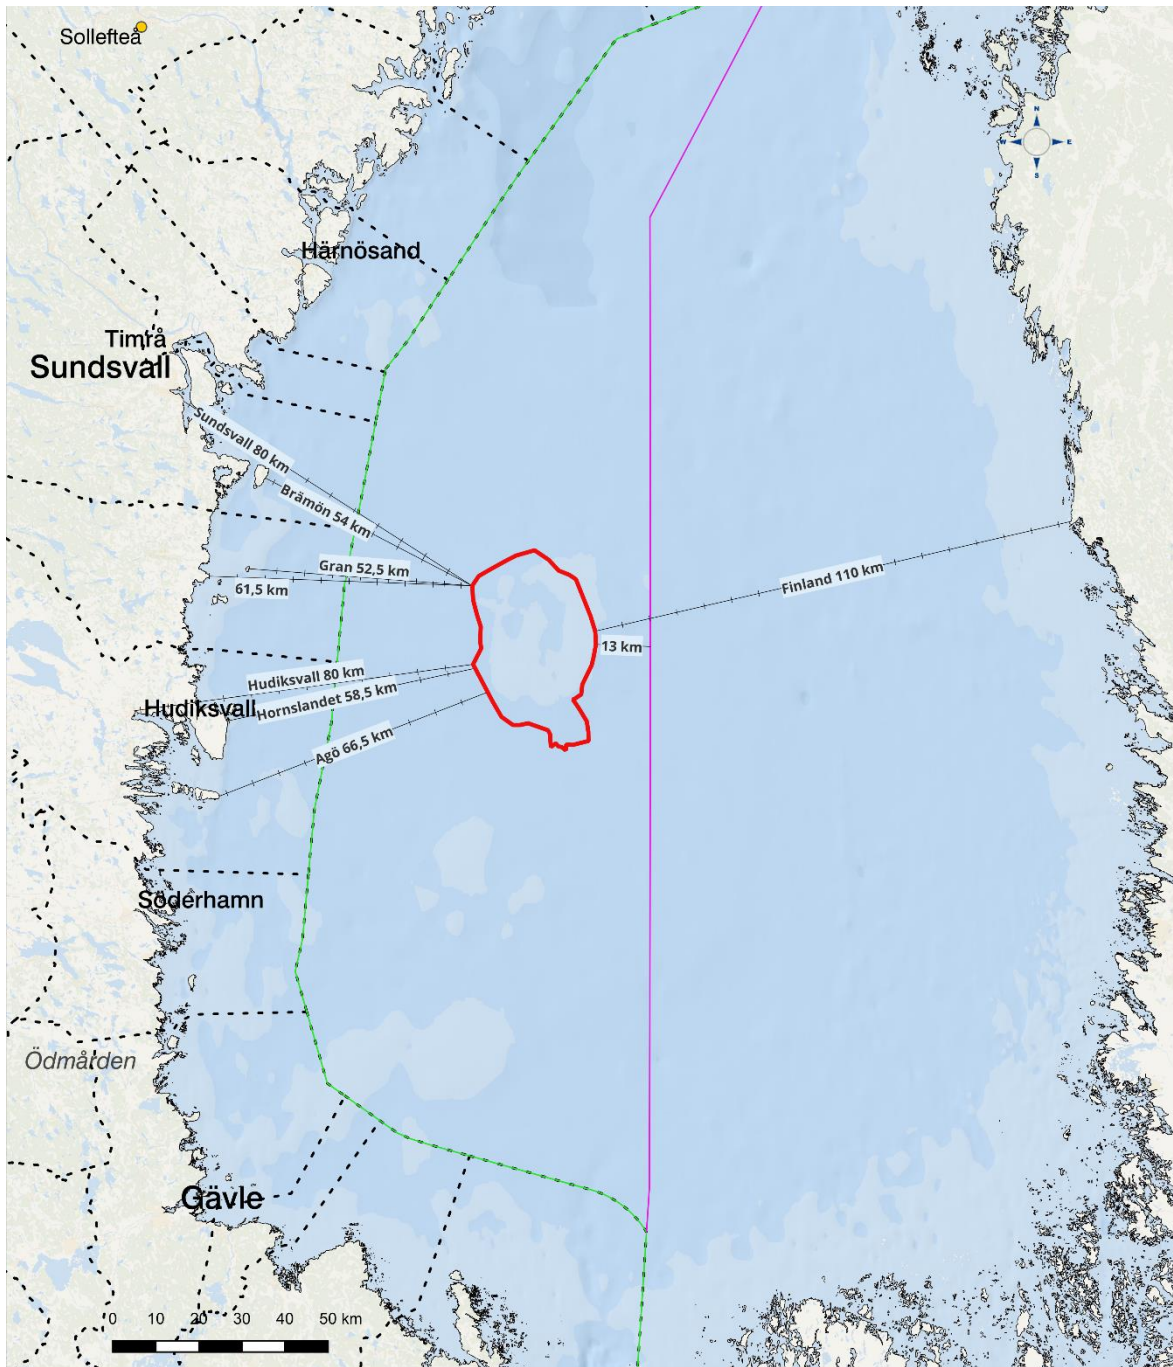 Sollefteå
N
W
E
S
Härnösand
Timrå
Sundsvall
Sundsvall 80 km
Brämön 54 km
Gran 52,5 km
61,5 km
Finland 110 km
13 km
Hudiksvall 80 km
Hudiksvall
Hornslandet 58,5 km
Agö 66,5 km
Söderhamn
Ödmården
Gävle
0 10 20 30 40 50 km